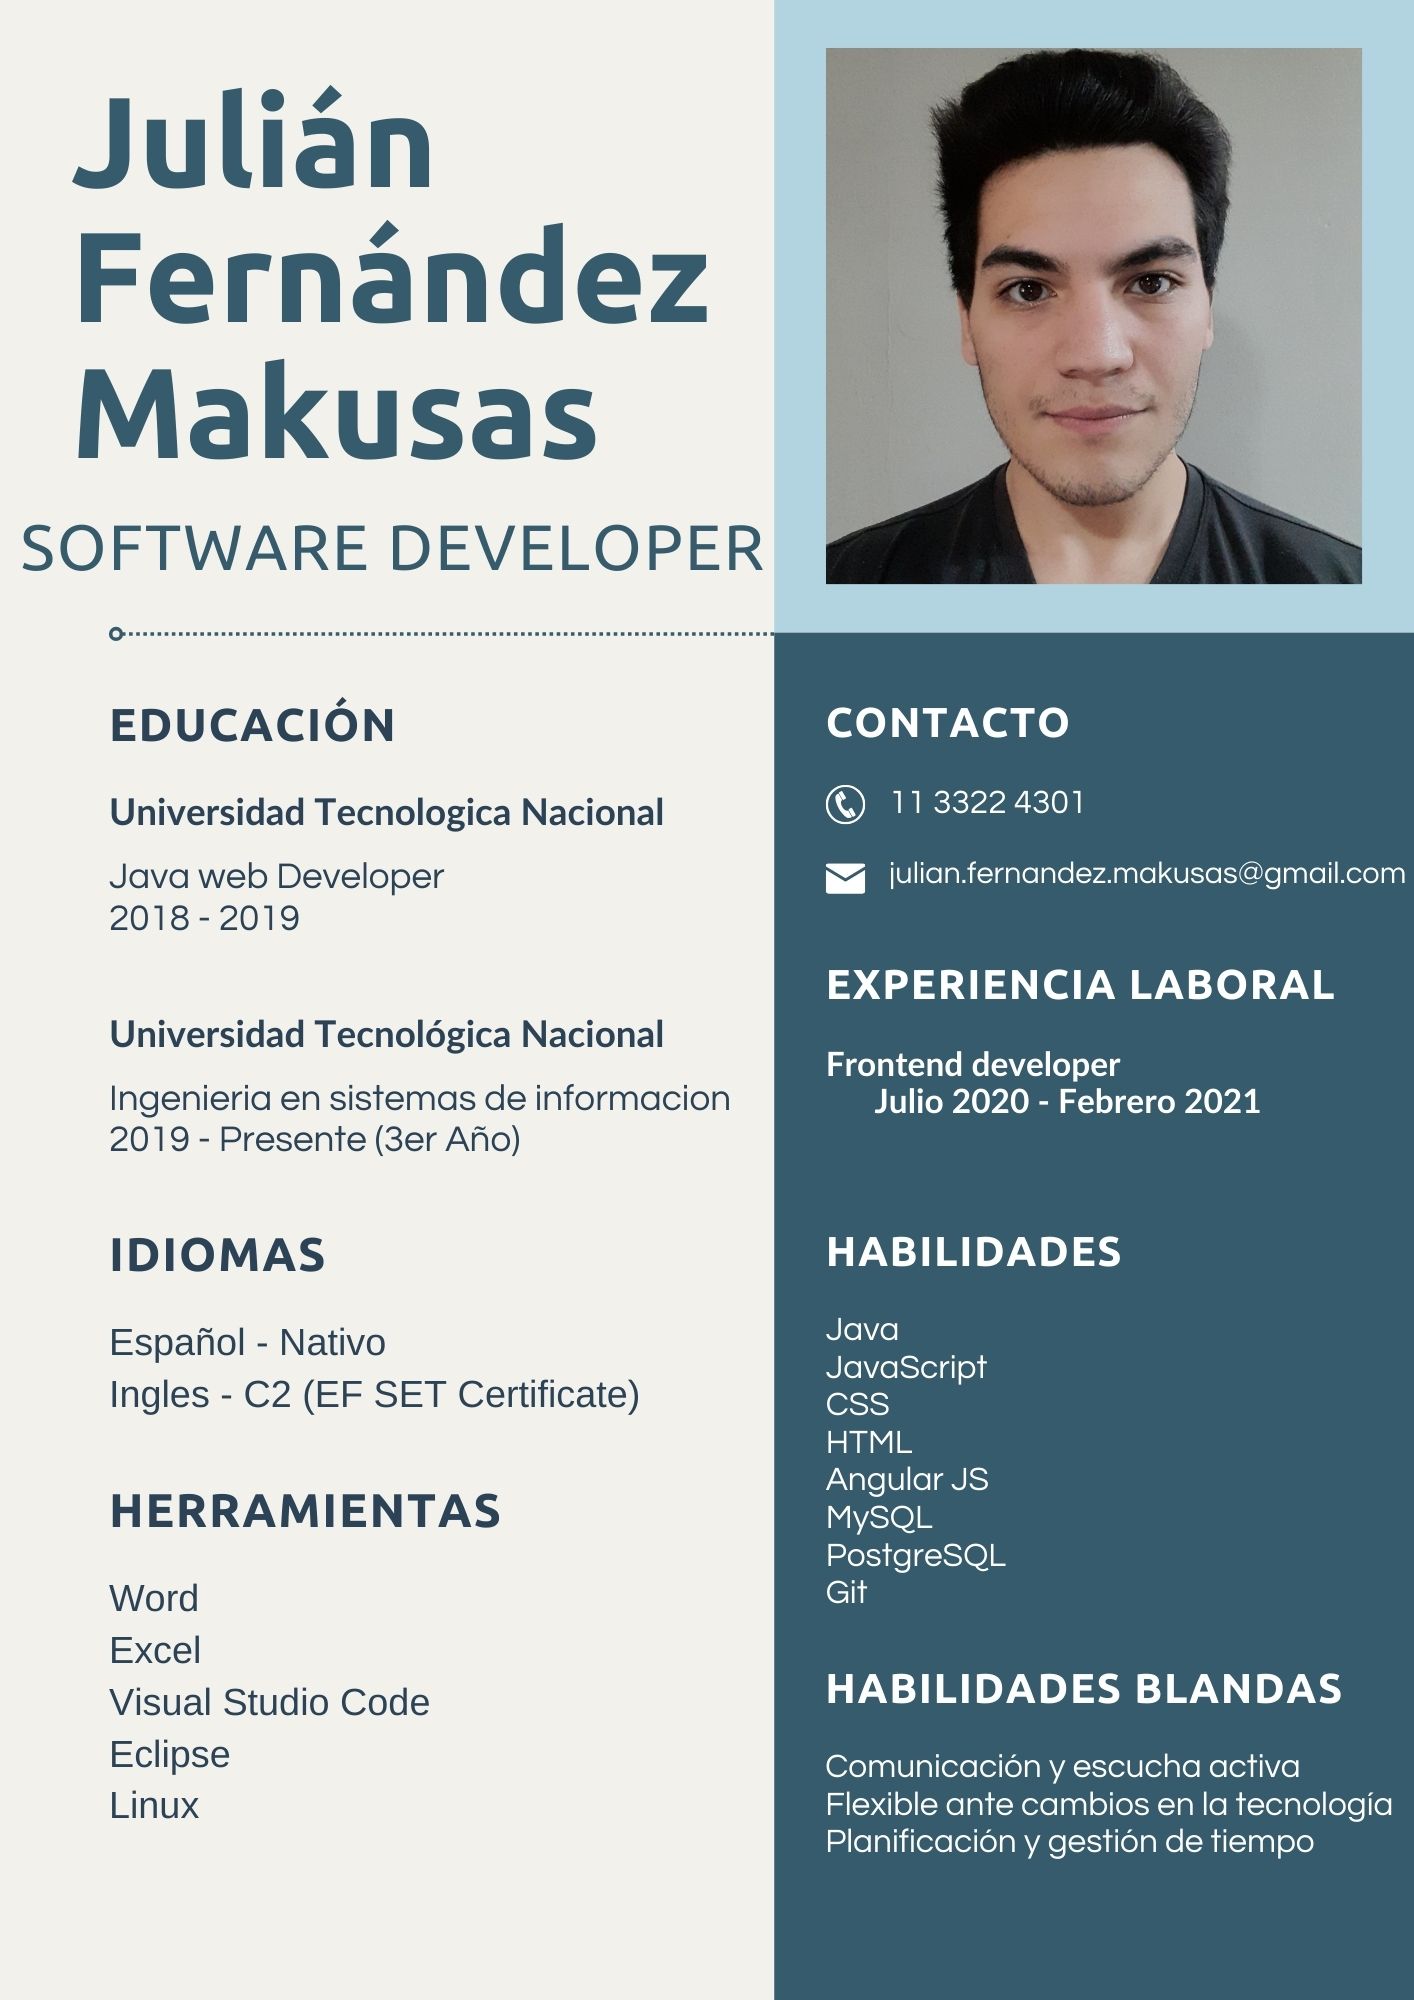 Julián
Fernández
Makusas
SOFTWARE DEVELOPER
EDUCACIÓN
Universidad Tecnologica Nacional
Java web Developer
2018 - 2019
Universidad Tecnológica Nacional
Ingenieria en sistemas de informacion
2019 - Presente (3er Año)
IDIOMAS
Español - Nativo
Ingles - C2 (EF SET Certificate)
HERRAMIENTAS
Word
Excel
Visual Studio Code
Eclipse
Linux
CONTACTO
11 3322 4301
julian.fernandez.makusas@gmail.com
EXPERIENCIA LABORAL
Frontend developer
Julio 2020 - Febrero 2021
HABILIDADES
Java
JavaScript
CSS
HTML
Angular JS
MySQL
PostgreSQL
Git
HABILIDADES BLANDAS
Comunicación y escucha activa
Flexible ante cambios en la tecnología
Planificación y gestión de tiempo